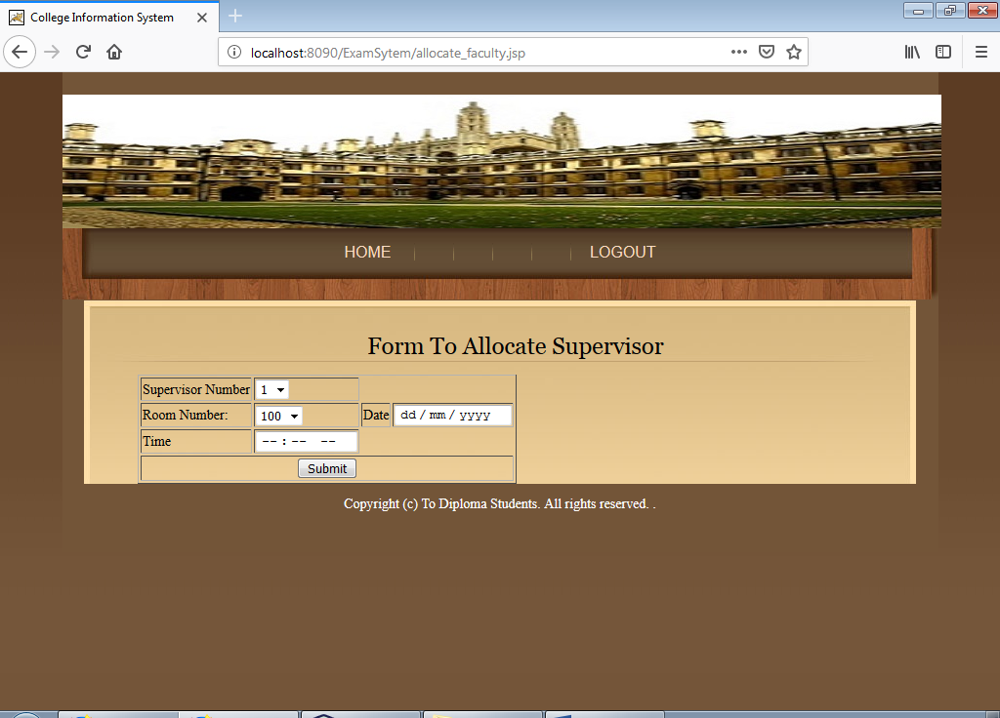 College Information System
localhost:8090/ExamSytem/allocate_faculty.jsp
HOME LOGOUT
Form To Allocate Supervisor
Supervisor Number 1
Room Number: 100 Date dd / mm / yyyy
Time -- : -- --
Submit
Copyright (c) To Diploma Students. All rights reserved. .